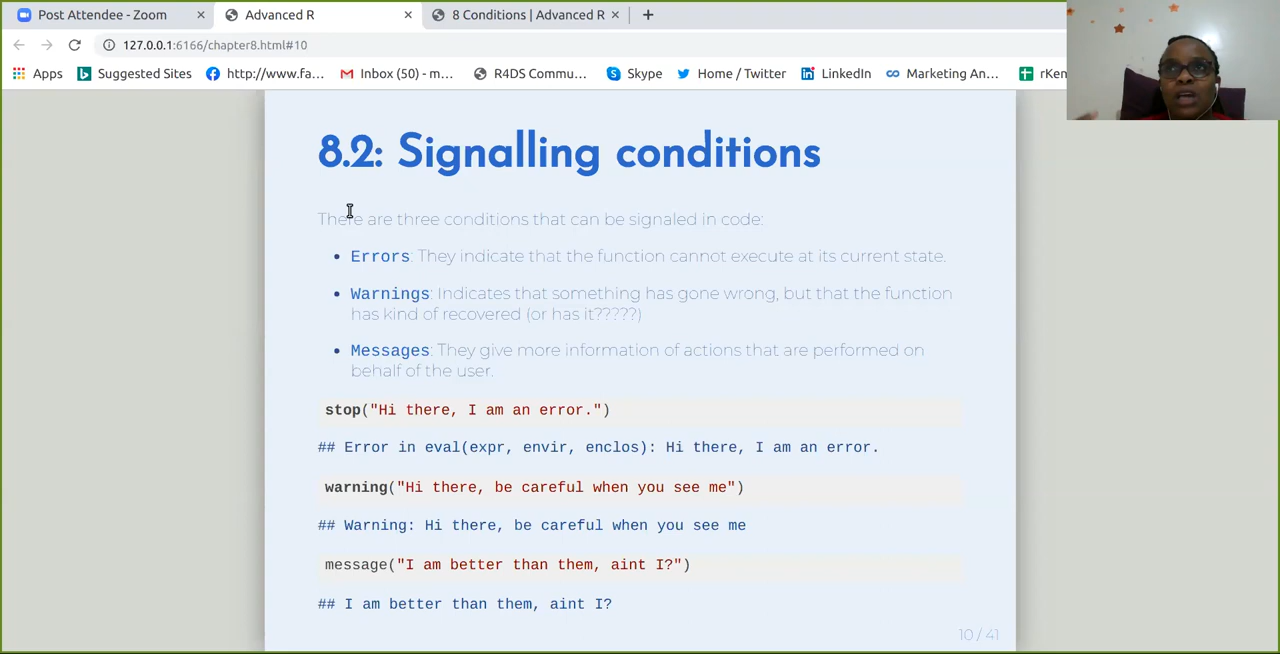 Post Attendee - Zoom
Advanced R
8 Conditions | Advanced R
127.0.0.1:6166/chapter8.html#10
Apps
Suggested Sites
http://www.fa...
Inbox (50) - m...
R4DS Commu...
Skype
Home / Twitter
LinkedIn
Marketing An...
rKen
8.2: Signalling conditions
There are three conditions that can be signaled in code:
Errors: They indicate that the function cannot execute at its current state.
Warnings: Indicates that something has gone wrong, but that the function
has kind of recovered (or has it?????)
Messages: They give more information of actions that are performed on
behalf of the user.
stop("Hi there, I am an error.")
## Error in eval(expr, envir, enclos): Hi there, I am an error.
warning("Hi there, be careful when you see me")
## Warning: Hi there, be careful when you see me
message("I am better than them, aint I?")
## I am better than them, aint I?
10 / 41